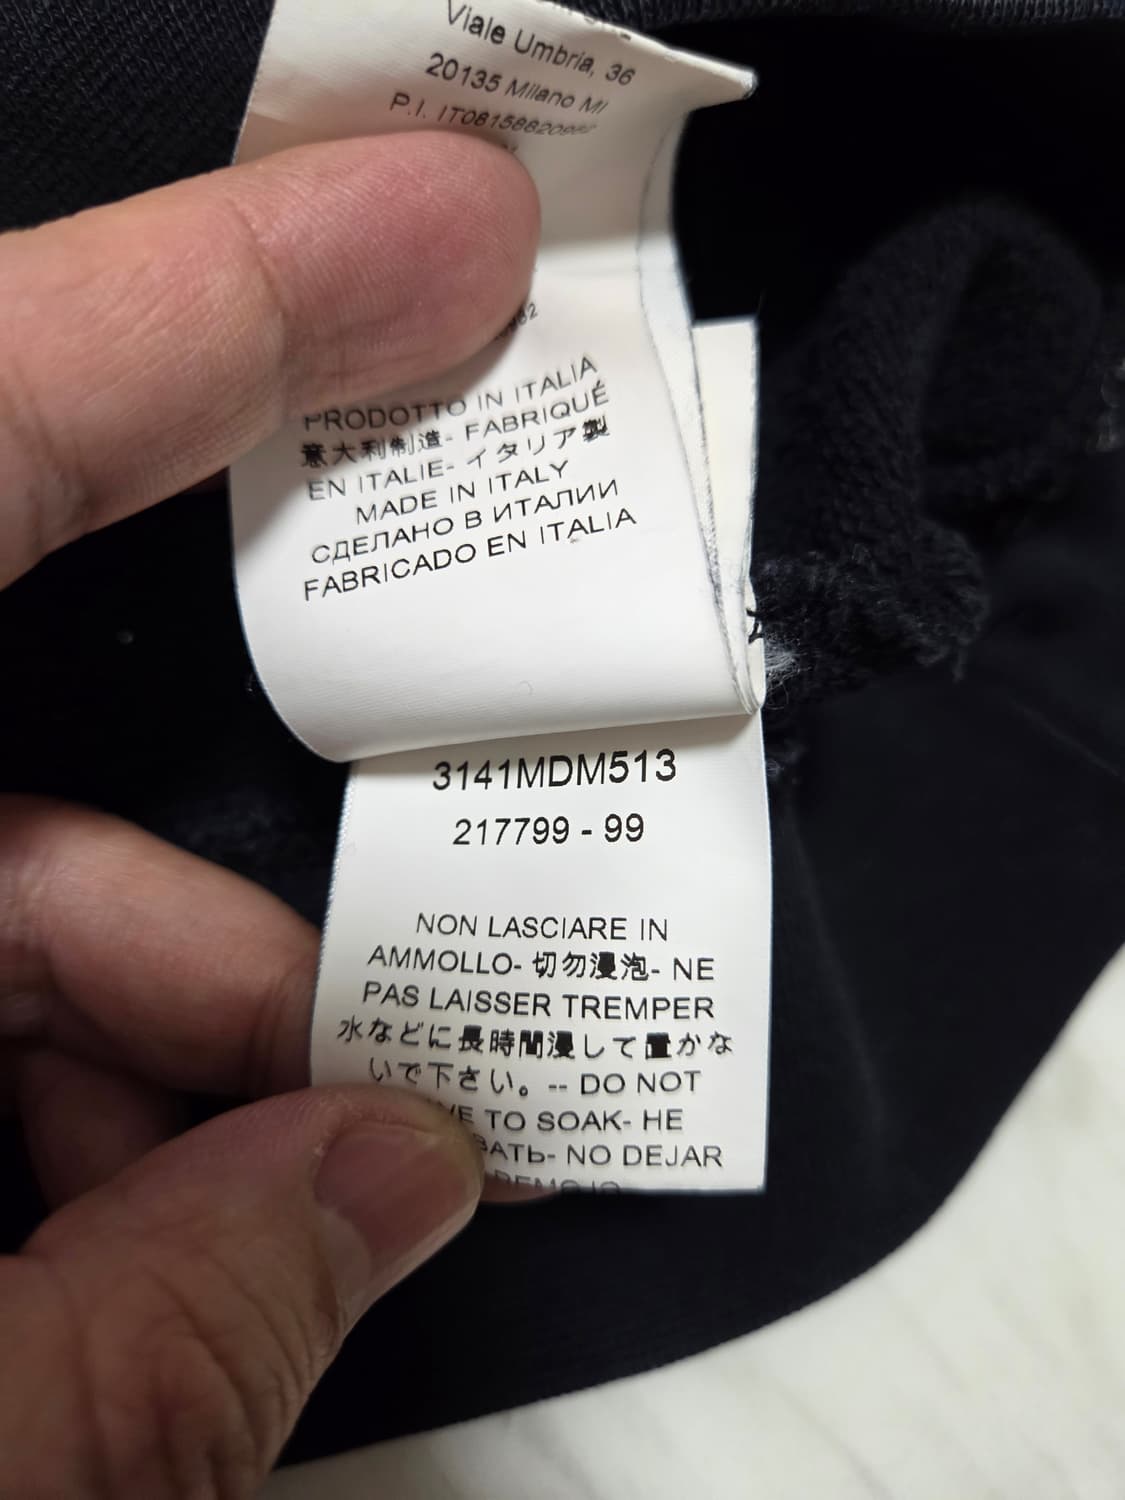 Viale Umbria, 36
20135 Milano MI
P.I. IT08158820962
PRODOTTO IN ITALIA
意大利制造- FABRIQUÉ
EN ITALIE- イタリア製
MADE IN ITALY
СДЕЛАНО В ИТАЛИИ
FABRICADO EN ITALIA
3141MDM513
217799 - 99
NON LASCIARE IN
AMMOLLO- 切勿浸泡- NE
PAS LAISSER TREMPER
水などに長時間浸して置かな
いで下さい。-- DO NOT
TO SOAK- НЕ
NO DEJAR